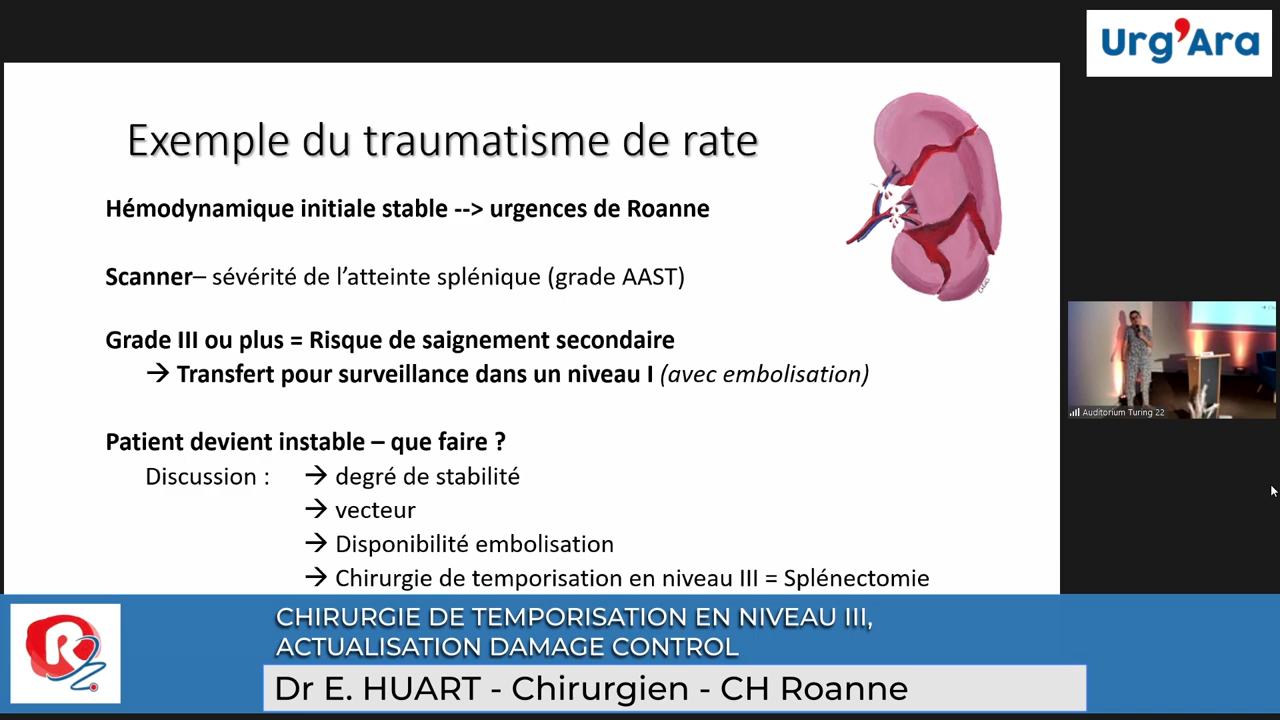 Urg'Ara
Exemple du traumatisme de rate
Hémodynamique initiale stable --> urgences de Roanne
Scanner– sévérité de l'atteinte splénique (grade AAST)
Grade III ou plus = Risque de saignement secondaire
→ Transfert pour surveillance dans un niveau I (avec embolisation)
Patient devient instable – que faire ?
Discussion : → degré de stabilité
→ vecteur
→ Disponibilité embolisation
→ Chirurgie de temporisation en niveau III = Splénectomie
Auditorium Turing 22
R
CHIRURGIE DE TEMPORISATION EN NIVEAU III,
ACTUALISATION DAMAGE CONTROL
Dr E. HUART - Chirurgien - CH Roanne